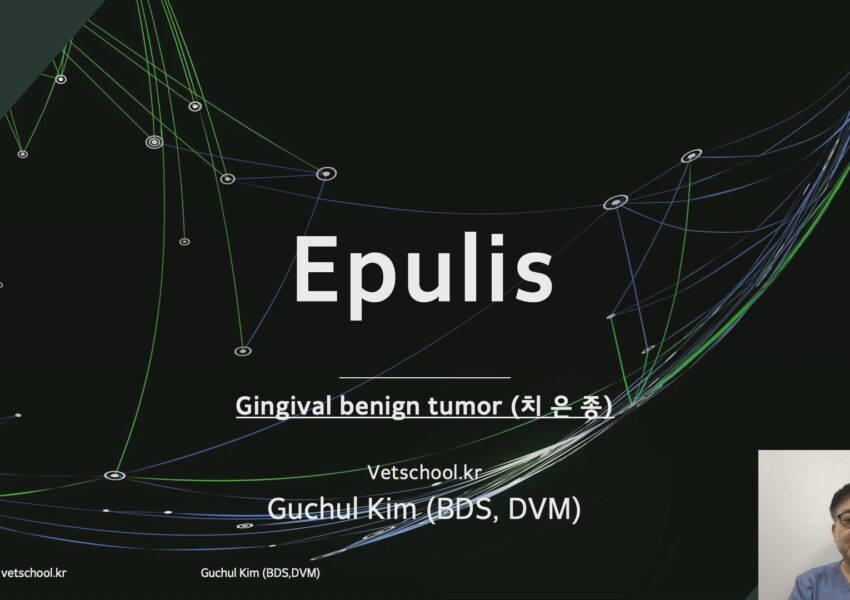 Epulis
Gingival benign tumor (치 은 종)
Vetschool.kr
Guchul Kim (BDS, DVM)
vetschool.kr
Guchul Kim (BDS,DVM)